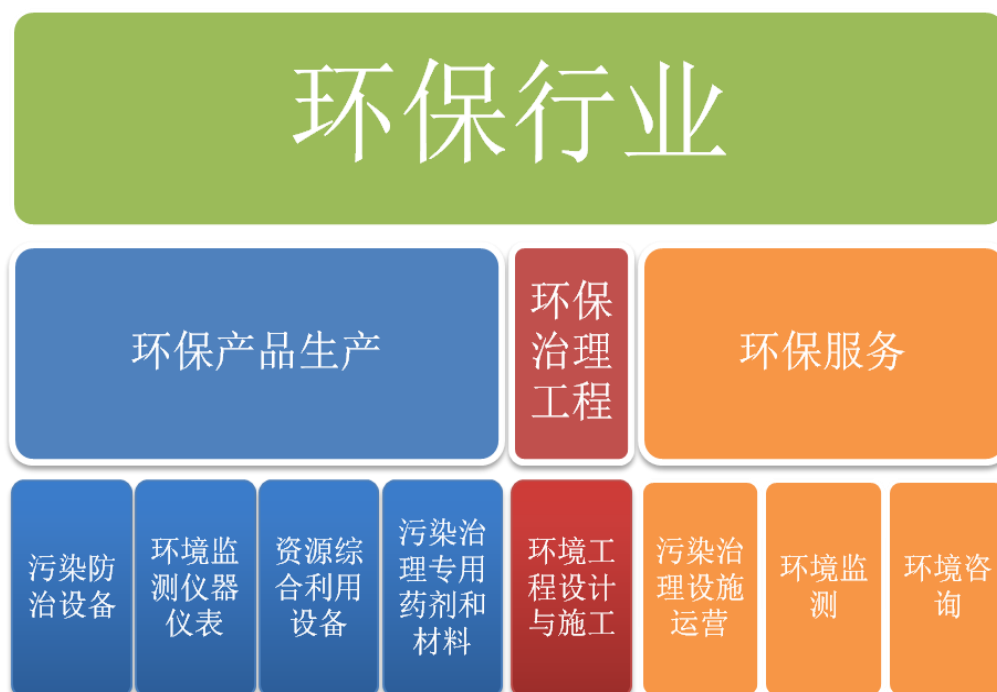 环保行业
环保产品生产
环保
治理
工程
环保服务
污染防
治设备
环境监
测仪器
仪表
资源综
合利用
设备
污染治
理专用
药剂和
材料
环境工
程设计
与施工
污染治
理设施
运营
环境监
测
环境咨
询